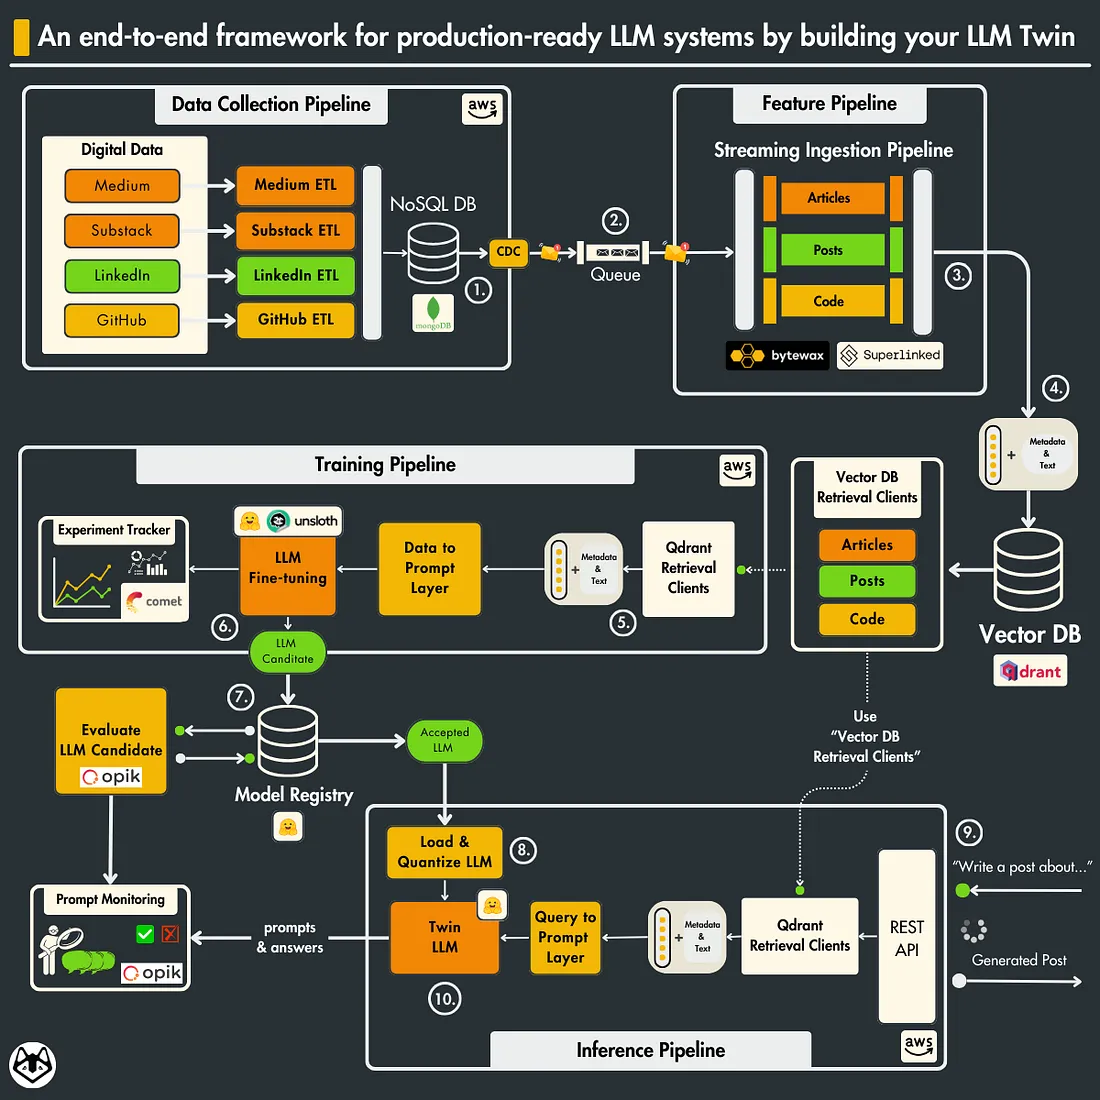 An end-to-end framework for production-ready LLM systems by building your LLM Twin
Data Collection Pipeline
aws
Digital Data
Medium
Medium ETL
Substack
Substack ETL
LinkedIn
LinkedIn ETL
GitHub
GitHub ETL
NoSQL DB
mongoDB
1.
CDC
2.
Queue
Feature Pipeline
Streaming Ingestion Pipeline
Articles
Posts
Code
bytewax
Superlinked
3.
4.
+
Metadata
&
Text
Vector DB
qdrant
Vector DB
Retrieval Clients
Articles
Posts
Code
Training Pipeline
aws
Experiment Tracker
comet
unsloth
LLM
Fine-tuning
Data to
Prompt
Layer
+
Metadata
&
Text
Qdrant
Retrieval
Clients
5.
6.
LLM
Canditate
7.
Evaluate
LLM Candidate
opik
Model Registry
Accepted
LLM
Use
“Vector DB
Retrieval Clients”
Prompt Monitoring
opik
prompts
& answers
Load &
Quantize LLM
8.
Twin
LLM
10.
Query to
Prompt
Layer
+
Metadata
&
Text
Qdrant
Retrieval Clients
REST
API
9.
“Write a post about...”
Generated Post
aws
Inference Pipeline